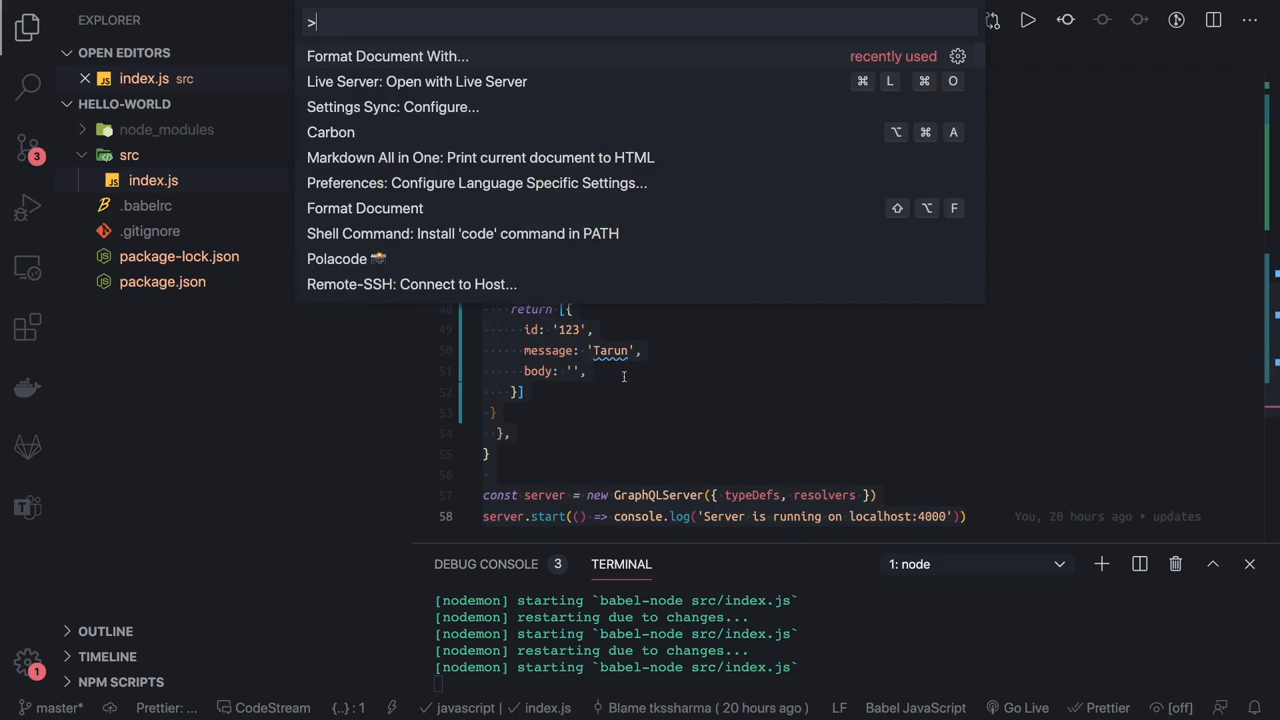 EXPLORER
OPEN EDITORS
index.js src
HELLO-WORLD
node_modules
src
index.js
.babelrc
.gitignore
package-lock.json
package.json
OUTLINE
TIMELINE
NPM SCRIPTS
3
1
>
Format Document With... recently used
Live Server: Open with Live Server ⌘ L ⌘ O
Settings Sync: Configure...
Carbon ⌥ ⌘ A
Markdown All in One: Print current document to HTML
Preferences: Configure Language Specific Settings...
Format Document ⇧ ⌥ F
Shell Command: Install 'code' command in PATH
Polacode 📸
Remote-SSH: Connect to Host...
48 return [{
49 id: '123',
50 message: 'Tarun',
51 body: '',
52 }]
53 }
54 },
55 }
56
57 const server = new GraphQLServer({ typeDefs, resolvers })
58 server.start(() => console.log('Server is running on localhost:4000')) You, 20 hours ago • updates
DEBUG CONSOLE 3 TERMINAL 1: node
[nodemon] starting `babel-node src/index.js`
[nodemon] restarting due to changes...
[nodemon] starting `babel-node src/index.js`
[nodemon] restarting due to changes...
[nodemon] starting `babel-node src/index.js`
master* Prettier: ... CodeStream {..} : 1 javascript | index.js Blame tkssharma ( 20 hours ago ) LF Babel JavaScript Go Live Prettier [off]